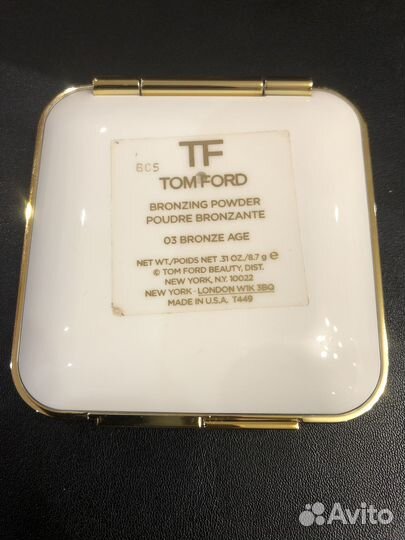 TF
BC5
TOM FORD
BRONZING POWDER
POUDRE BRONZANTE
03 BRONZE AGE
NET WT./POIDS NET .31 OZ./8.7 g e
© TOM FORD BEAUTY, DIST.
NEW YORK, N.Y. 10022
NEW YORK - LONDON W1K 3BQ
MADE IN U.S.A. T449
Avito